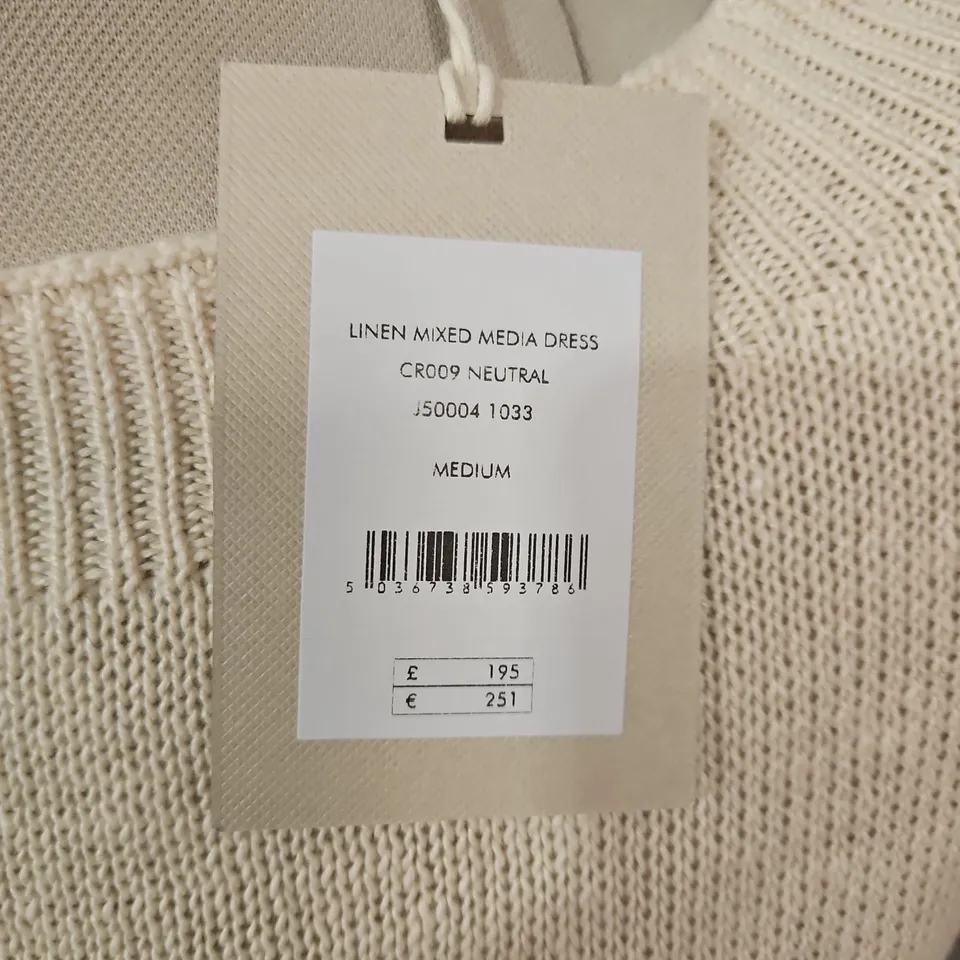 LINEN MIXED MEDIA DRESS
CR009 NEUTRAL
J50004 1033
MEDIUM
5 036738 593786
£ 195
€ 251